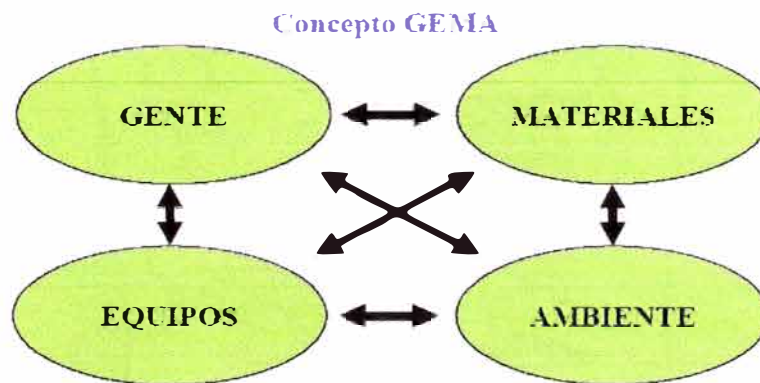 Concepto GEMA
GENTE
MATERIALES
EQUIPOS
AMBIENTE